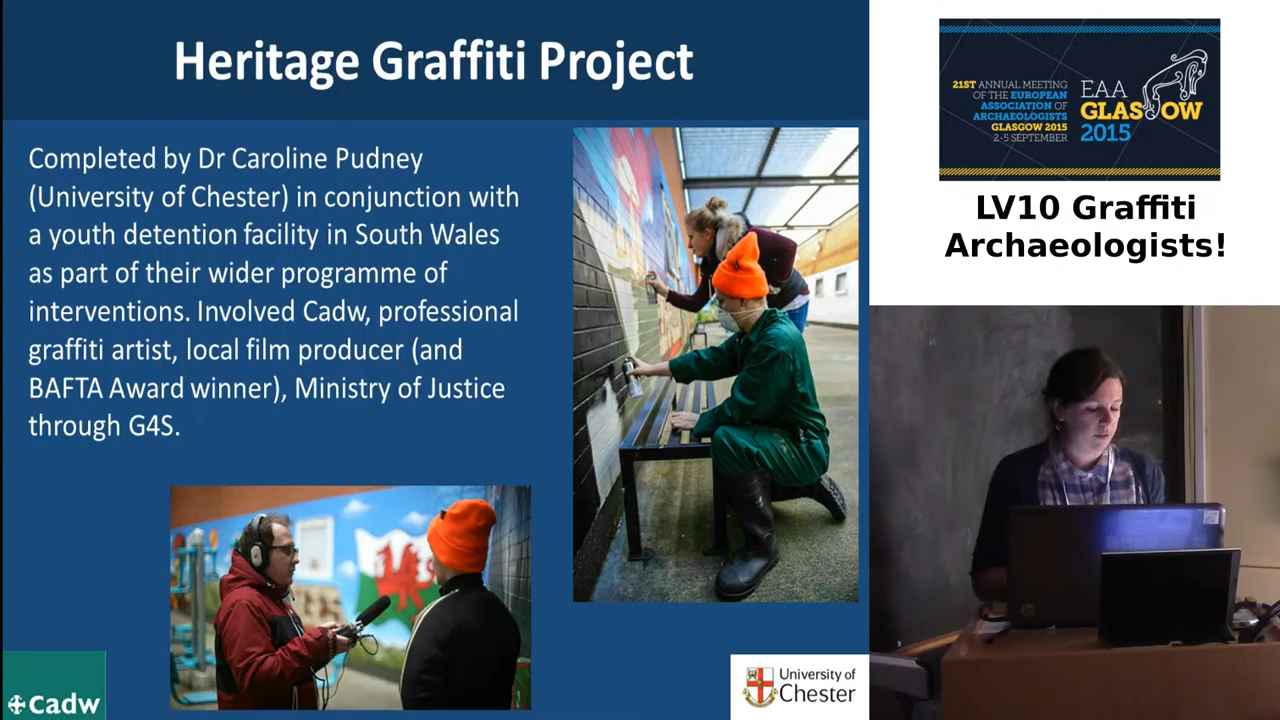 Heritage Graffiti Project
Completed by Dr Caroline Pudney
(University of Chester) in conjunction with
a youth detention facility in South Wales
as part of their wider programme of
interventions. Involved Cadw, professional
graffiti artist, local film producer (and
BAFTA Award winner), Ministry of Justice
through G4S.
Cadw
University of
Chester
21ST ANNUAL MEETING
OF THE EUROPEAN
ASSOCIATION OF
ARCHAEOLOGISTS
GLASGOW 2015
2-5 SEPTEMBER
EAA
GLASGOW
2015
LV10 Graffiti
Archaeologists!